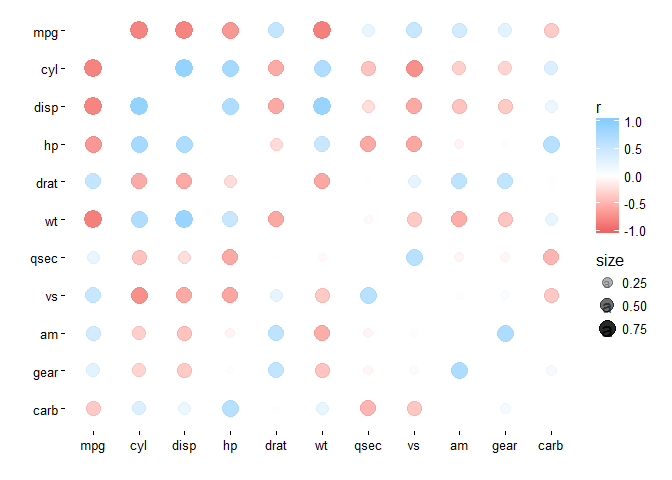 mpg
cyl
disp
hp
drat
wt
qsec
vs
am
gear
carb
mpg cyl disp hp drat wt qsec vs am gear carb
r
1.0
0.5
0.0
-0.5
-1.0
size
a 0.25
a 0.50
a 0.75